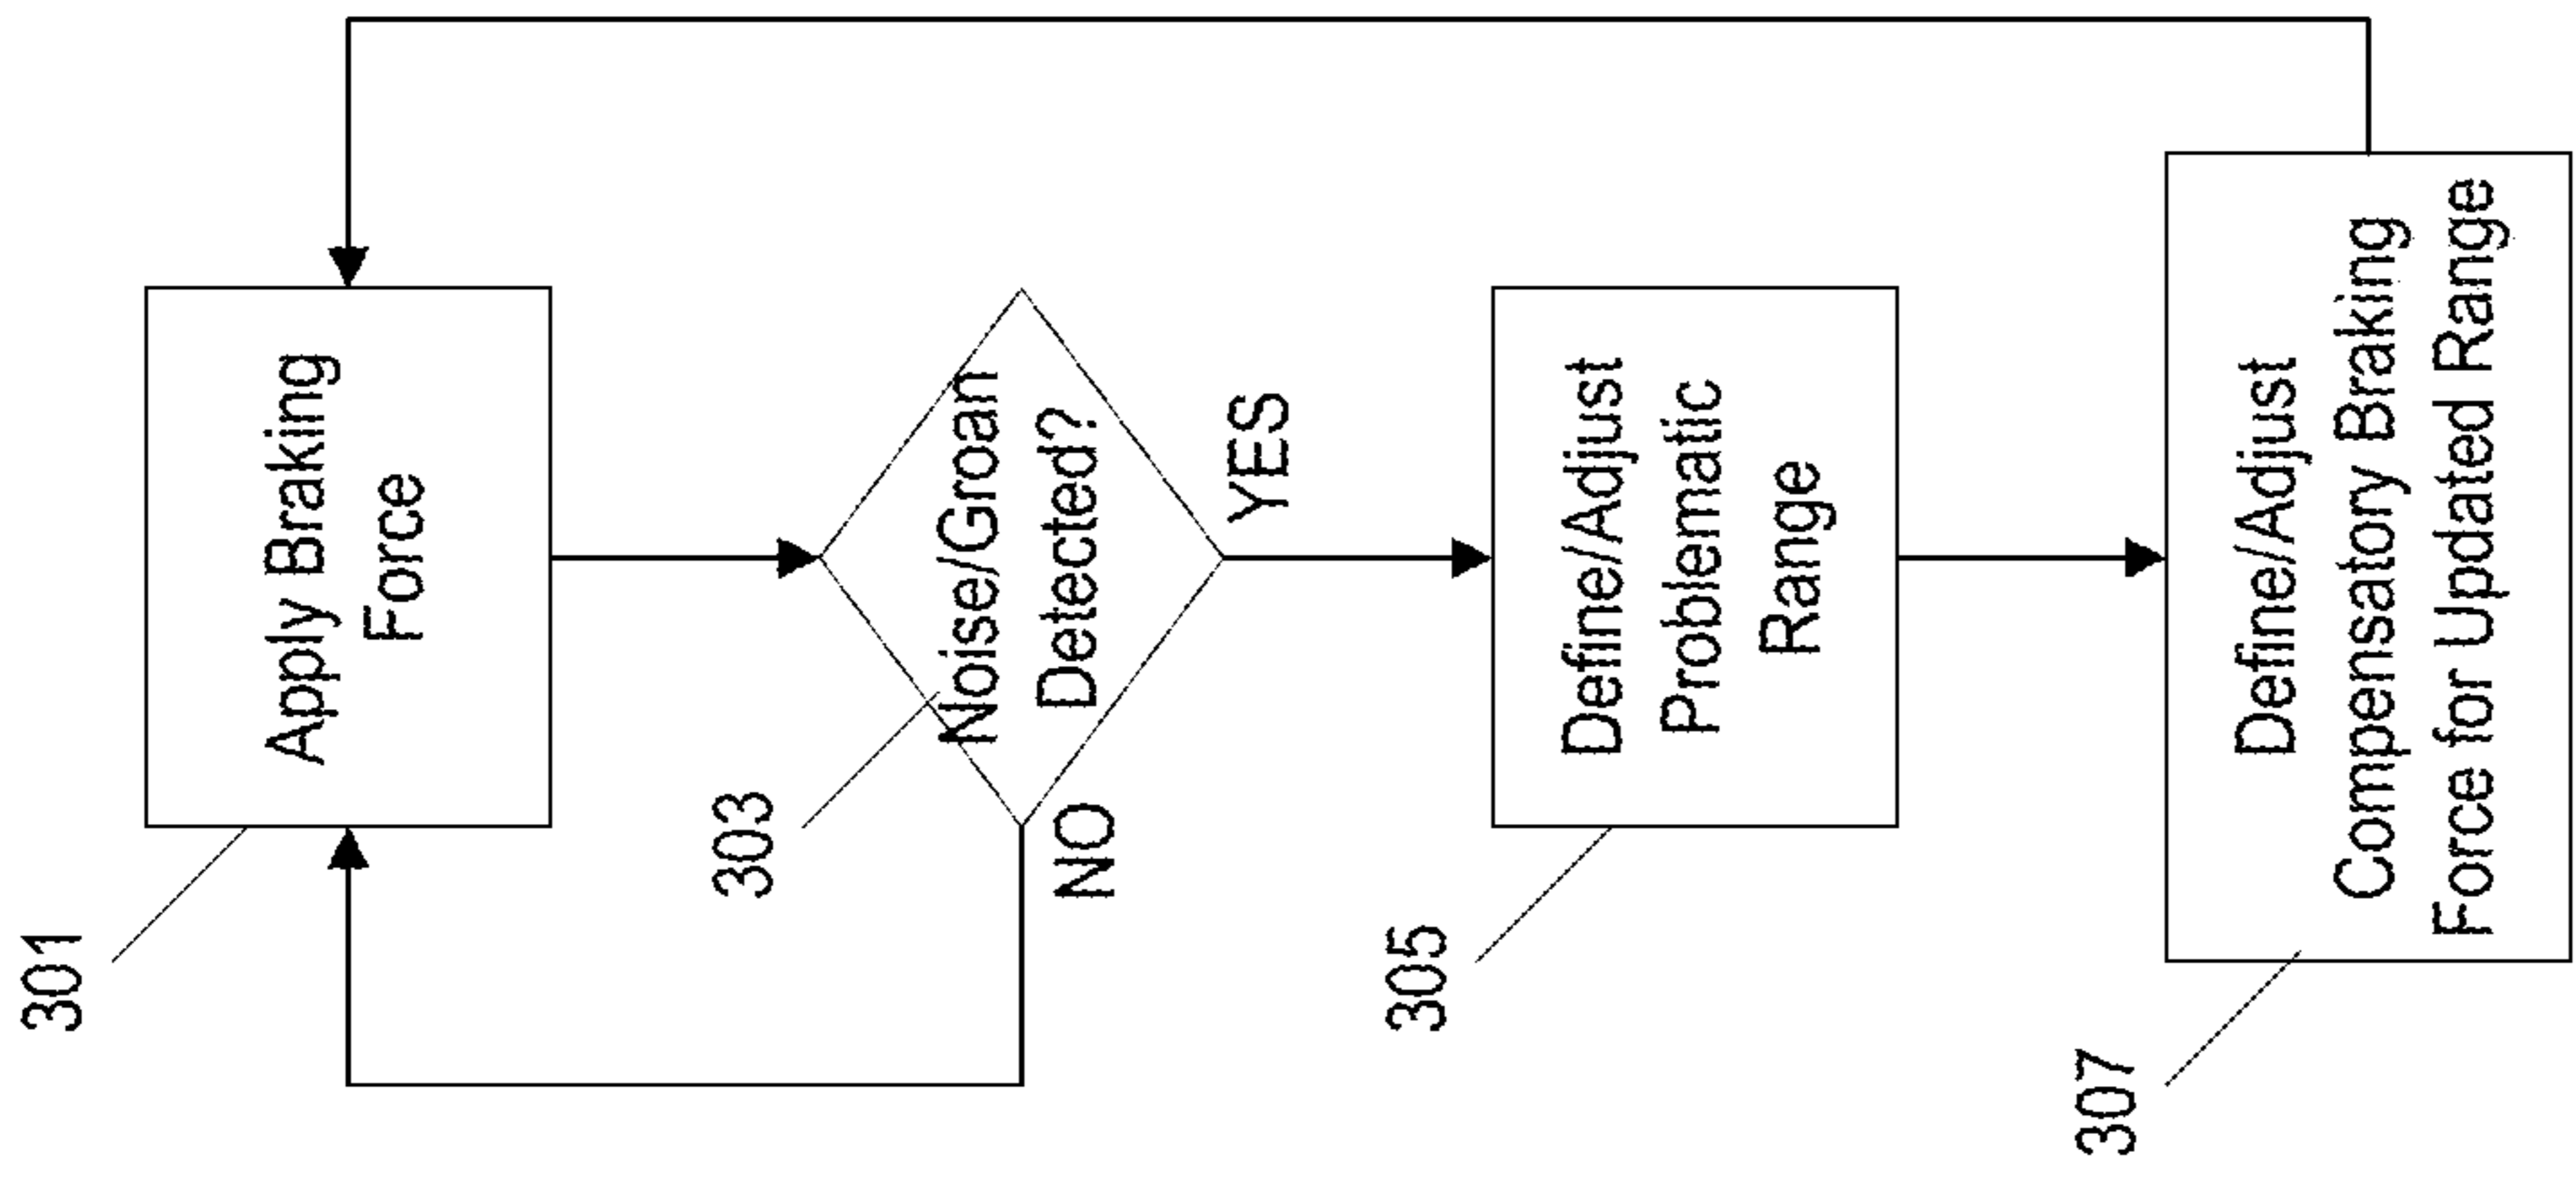 301
Apply Braking
Force
303
Noise/Groan
Detected?
NO
YES
305
Define/Adjust
Problematic
Range
307
Define/Adjust
Compensatory Braking
Force for Updated Range